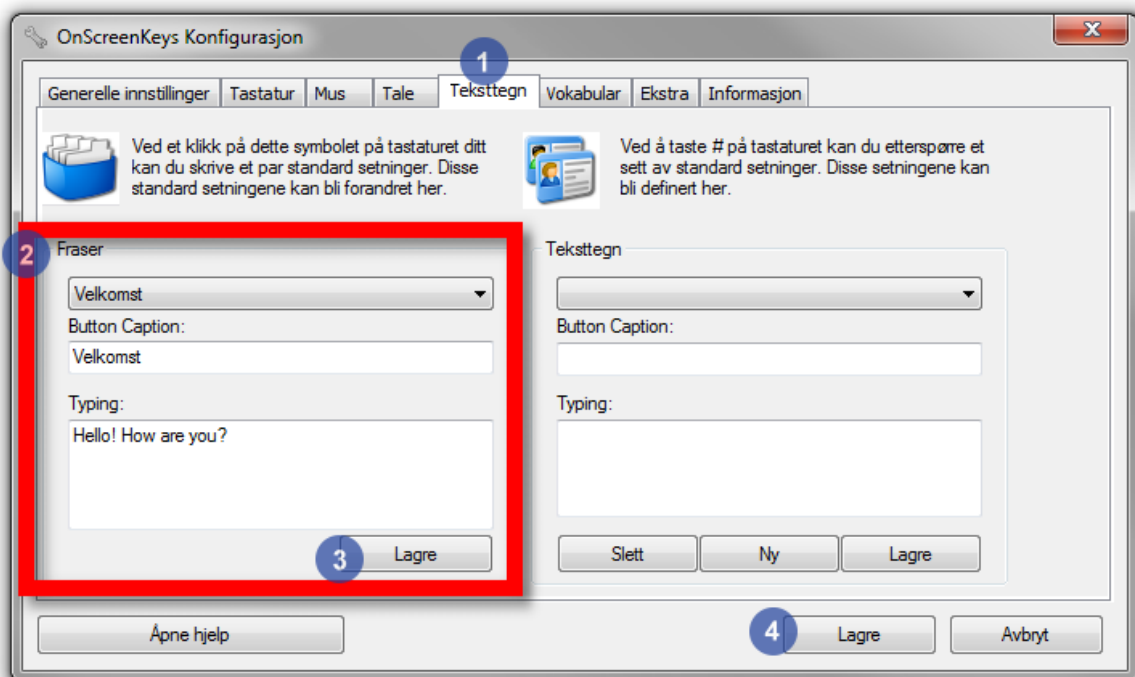 OnScreenKeys Konfigurasjon
1
Generelle innstillinger Tastatur Mus Tale Teksttegn Vokabular Ekstra Informasjon
Ved et klikk på dette symbolet på tastaturet ditt
kan du skrive et par standard setninger. Disse
standard setningene kan bli forandret her.
Ved å taste # på tastaturet kan du etterspørre et
sett av standard setninger. Disse setningene kan
bli definert her.
2
Fraser
Velkomst
Button Caption:
Velkomst
Typing:
Hello! How are you?
3
Lagre
Teksttegn
Button Caption:
Typing:
Slett Ny Lagre
Åpne hjelp
4
Lagre
Avbryt